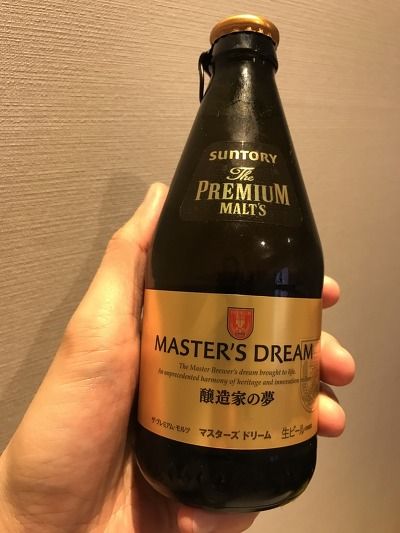 SUNTORY
The
PREMIUM
MALT'S
MASTER'S DREAM
The Master Brewer's dream brought to life.
An unprecedented harmony of heritage and innovation.
醸造家の夢
ザ・プレミアム・モルツ マスターズ ドリーム 生ビール